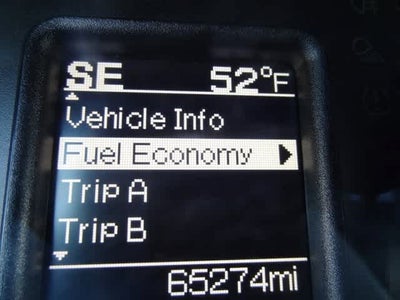 SE 52°F
Vehicle Info
Fuel Economy
Trip A
Trip B
65274mi